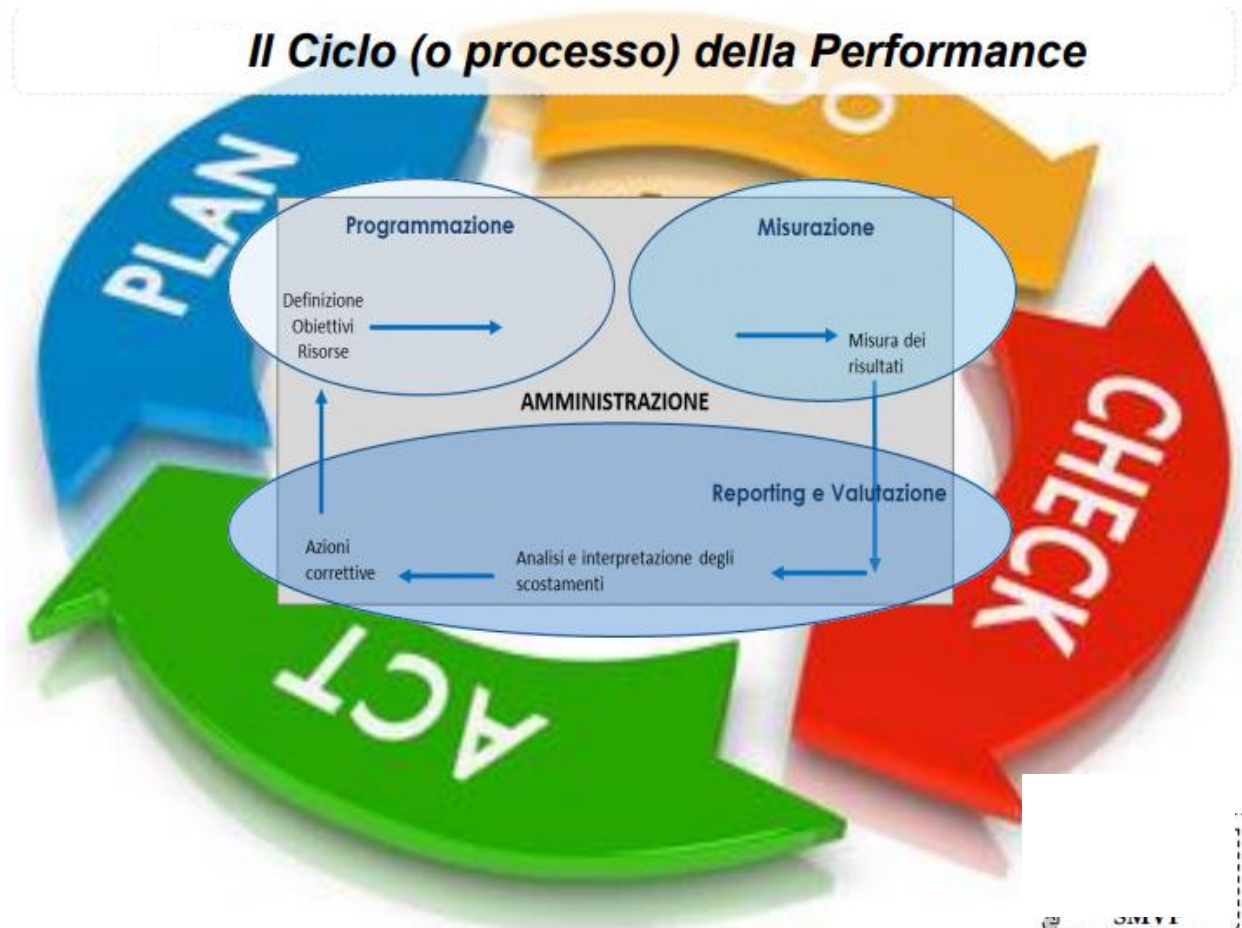 Il Ciclo (o processo) della Performance
PLAN
DO
Programmazione
Misurazione
Definizione
Obiettivi
Risorse
Misura dei
risultati
AMMINISTRAZIONE
CHECK
Reporting e Valutazione
Azioni
correttive
Analisi e interpretazione degli
scostamenti
ACT